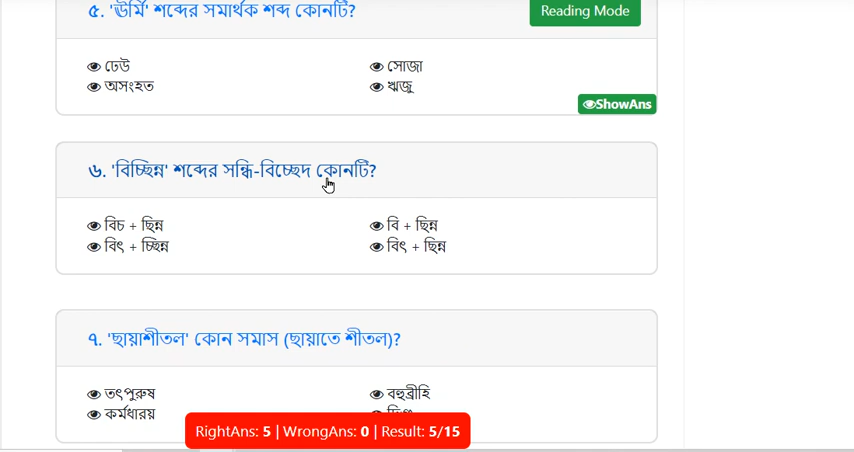 ৫. 'ঊর্মি' শব্দের সমার্থক শব্দ কোনটি?
Reading Mode
ঢেউ
সোজা
অসংহত
ঋজু
ShowAns
৬. 'বিচ্ছিন্ন' শব্দের সন্ধি-বিচ্ছেদ কোনটি?
বিচ + ছিন্ন
বি + ছিন্ন
বিৎ + চ্ছিন্ন
বিৎ + ছিন্ন
৭. 'ছায়াশীতল' কোন সমাস (ছায়াতে শীতল)?
তৎপুরুষ
বহুব্রীহি
কর্মধারয়
RightAns: 5 | WrongAns: 0 | Result: 5/15